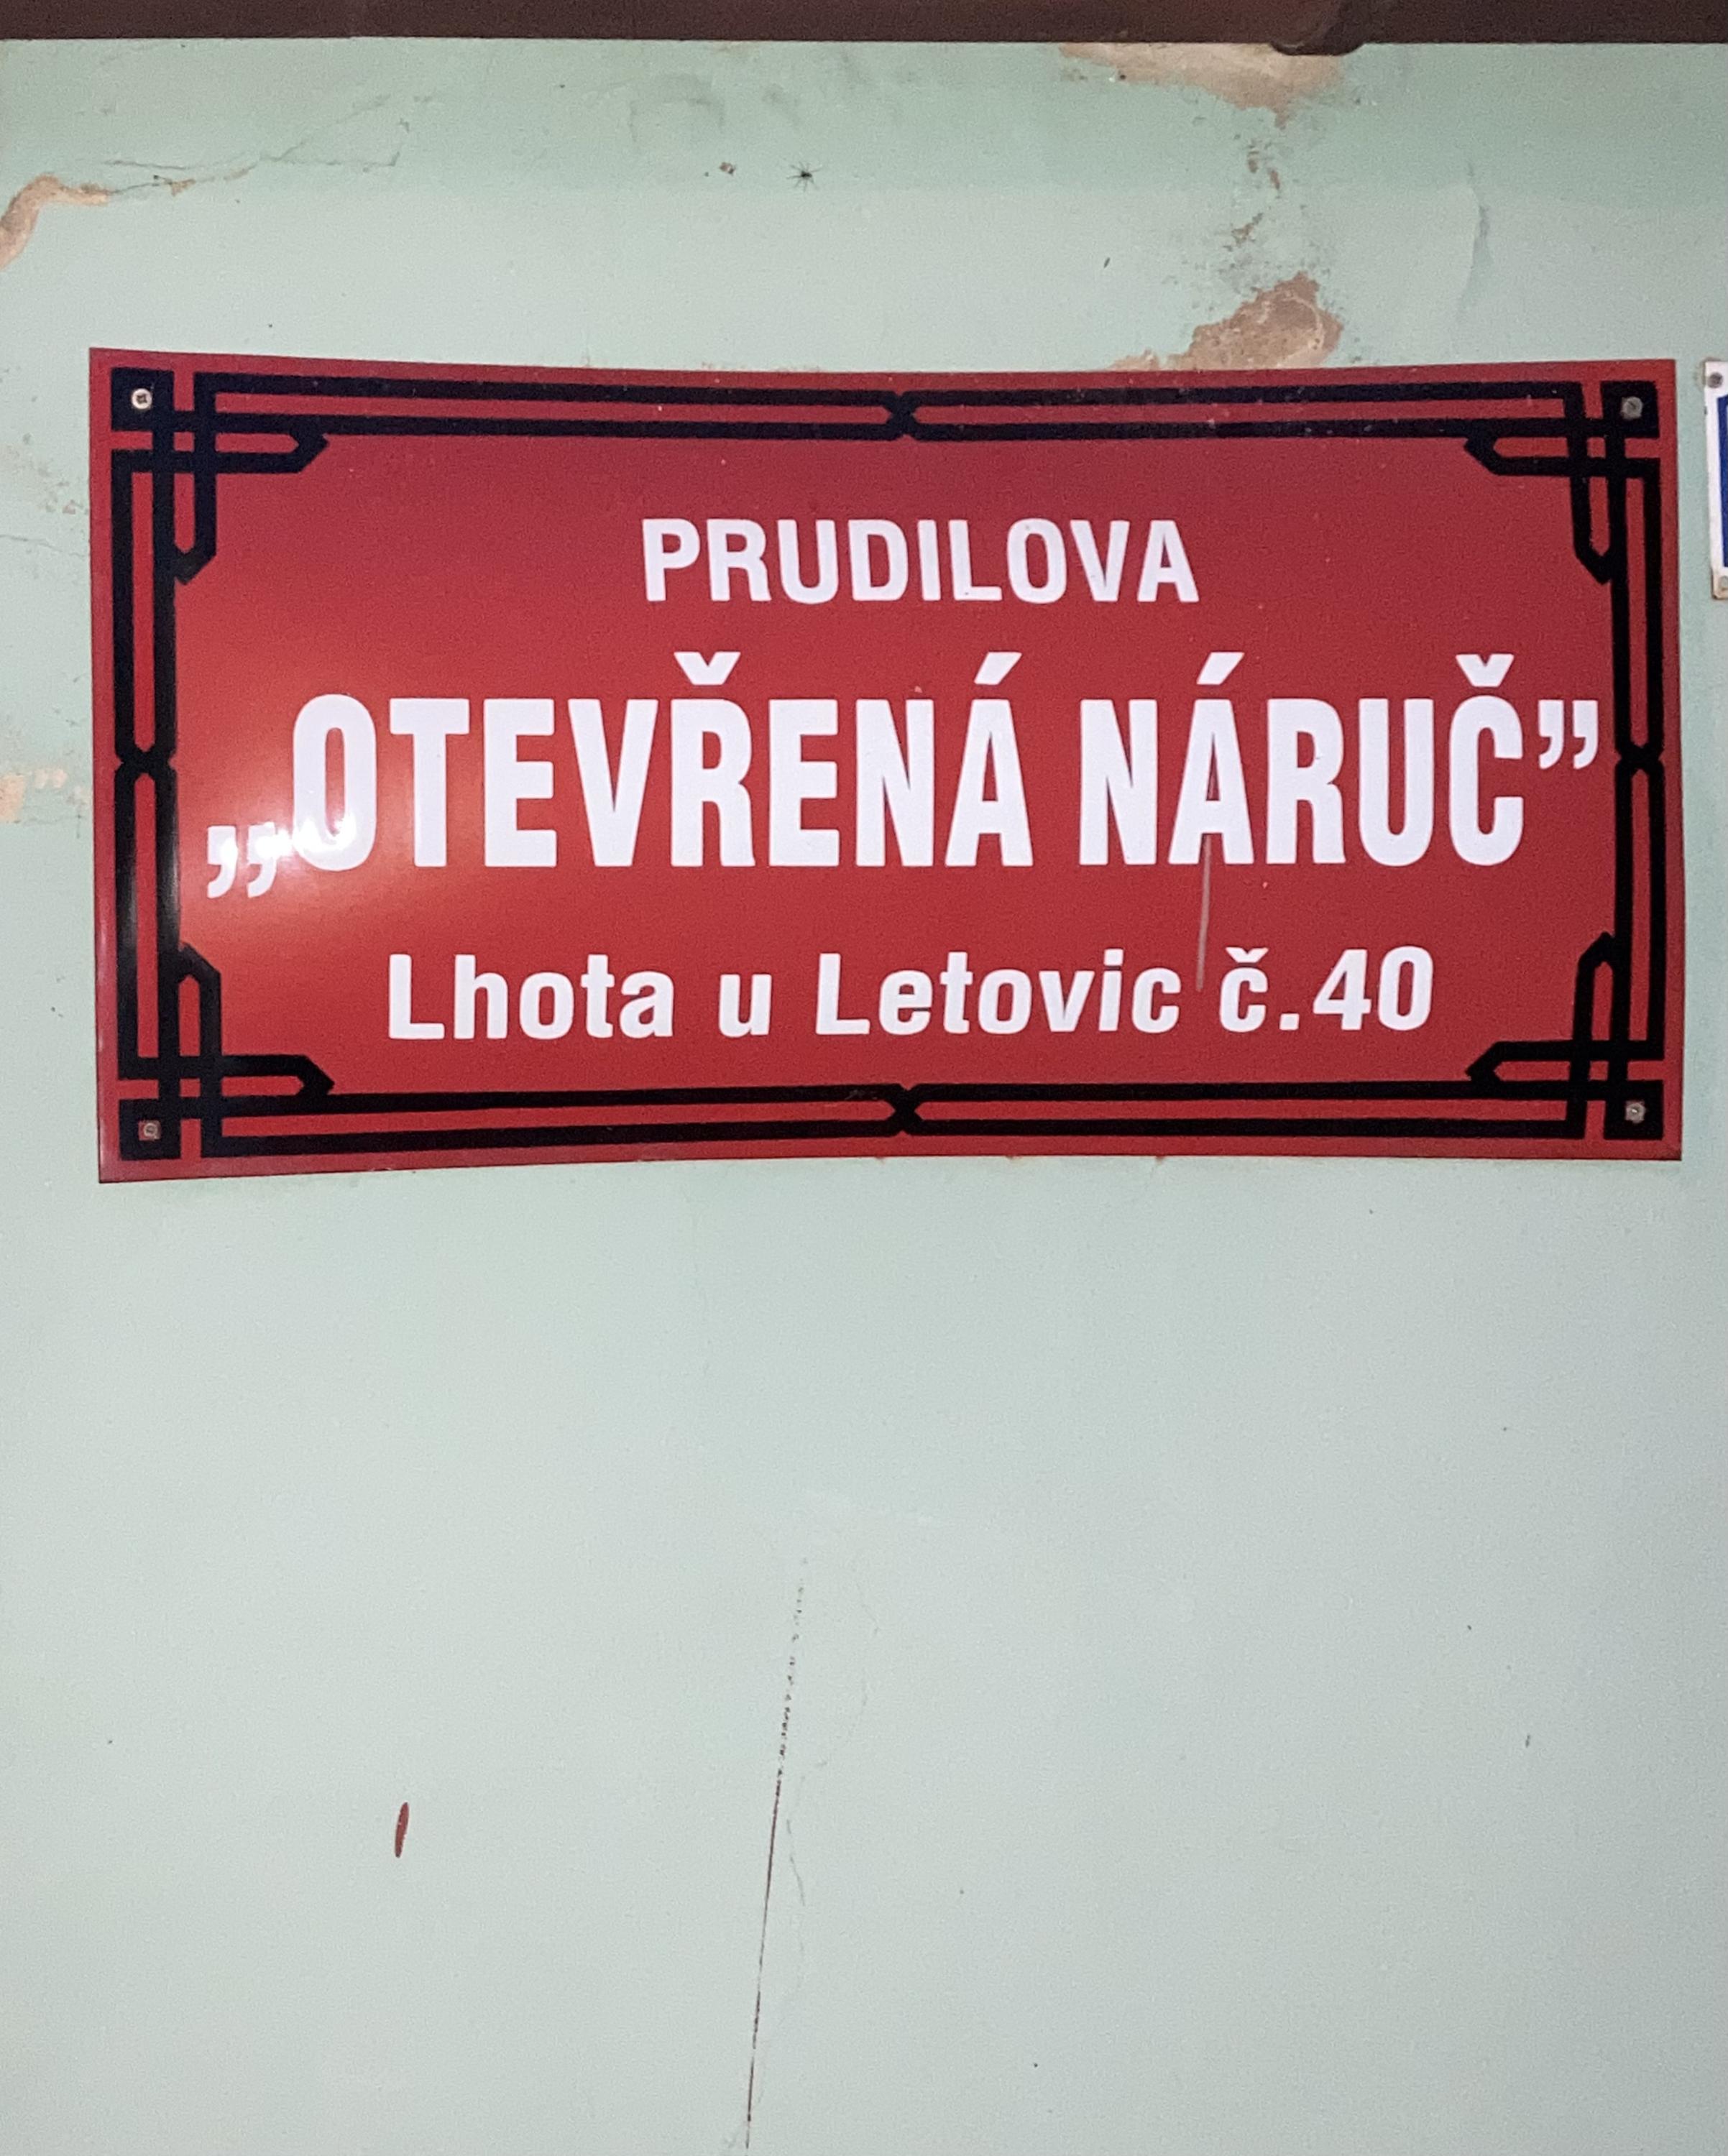 PRUDILOVA
„OTEVŘENÁ NÁRUČ”
Lhota u Letovic č.40